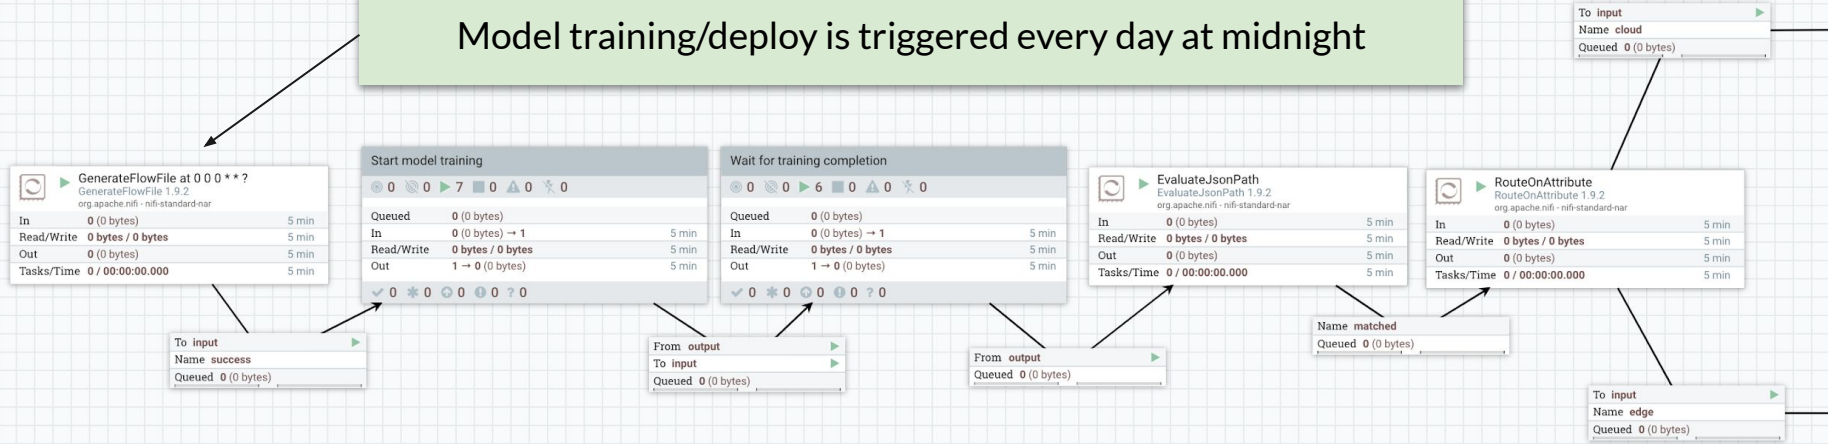 Model training/deploy is triggered every day at midnight
To input
Name cloud
Queued 0 (0 bytes)
GenerateFlowFile at 0 0 0 * * ?
GenerateFlowFile 1.9.2
org.apache.nifi - nifi-standard-nar
In 0 (0 bytes) 5 min
Read/Write 0 bytes / 0 bytes 5 min
Out 0 (0 bytes) 5 min
Tasks/Time 0 / 00:00:00.000 5 min
To input
Name success
Queued 0 (0 bytes)
Start model training
0 0 7 0 0 0
Queued 0 (0 bytes)
In 0 (0 bytes) → 1 5 min
Read/Write 0 bytes / 0 bytes 5 min
Out 1 → 0 (0 bytes) 5 min
0 0 0 0 ? 0
From output
To input
Queued 0 (0 bytes)
Wait for training completion
0 0 6 0 0 0
Queued 0 (0 bytes)
In 0 (0 bytes) → 1 5 min
Read/Write 0 bytes / 0 bytes 5 min
Out 1 → 0 (0 bytes) 5 min
0 0 0 0 ? 0
From output
Queued 0 (0 bytes)
EvaluateJsonPath
EvaluateJsonPath 1.9.2
org.apache.nifi - nifi-standard-nar
In 0 (0 bytes) 5 min
Read/Write 0 bytes / 0 bytes 5 min
Out 0 (0 bytes) 5 min
Tasks/Time 0 / 00:00:00.000 5 min
Name matched
Queued 0 (0 bytes)
RouteOnAttribute
RouteOnAttribute 1.9.2
org.apache.nifi - nifi-standard-nar
In 0 (0 bytes) 5 min
Read/Write 0 bytes / 0 bytes 5 min
Out 0 (0 bytes) 5 min
Tasks/Time 0 / 00:00:00.000 5 min
To input
Name edge
Queued 0 (0 bytes)